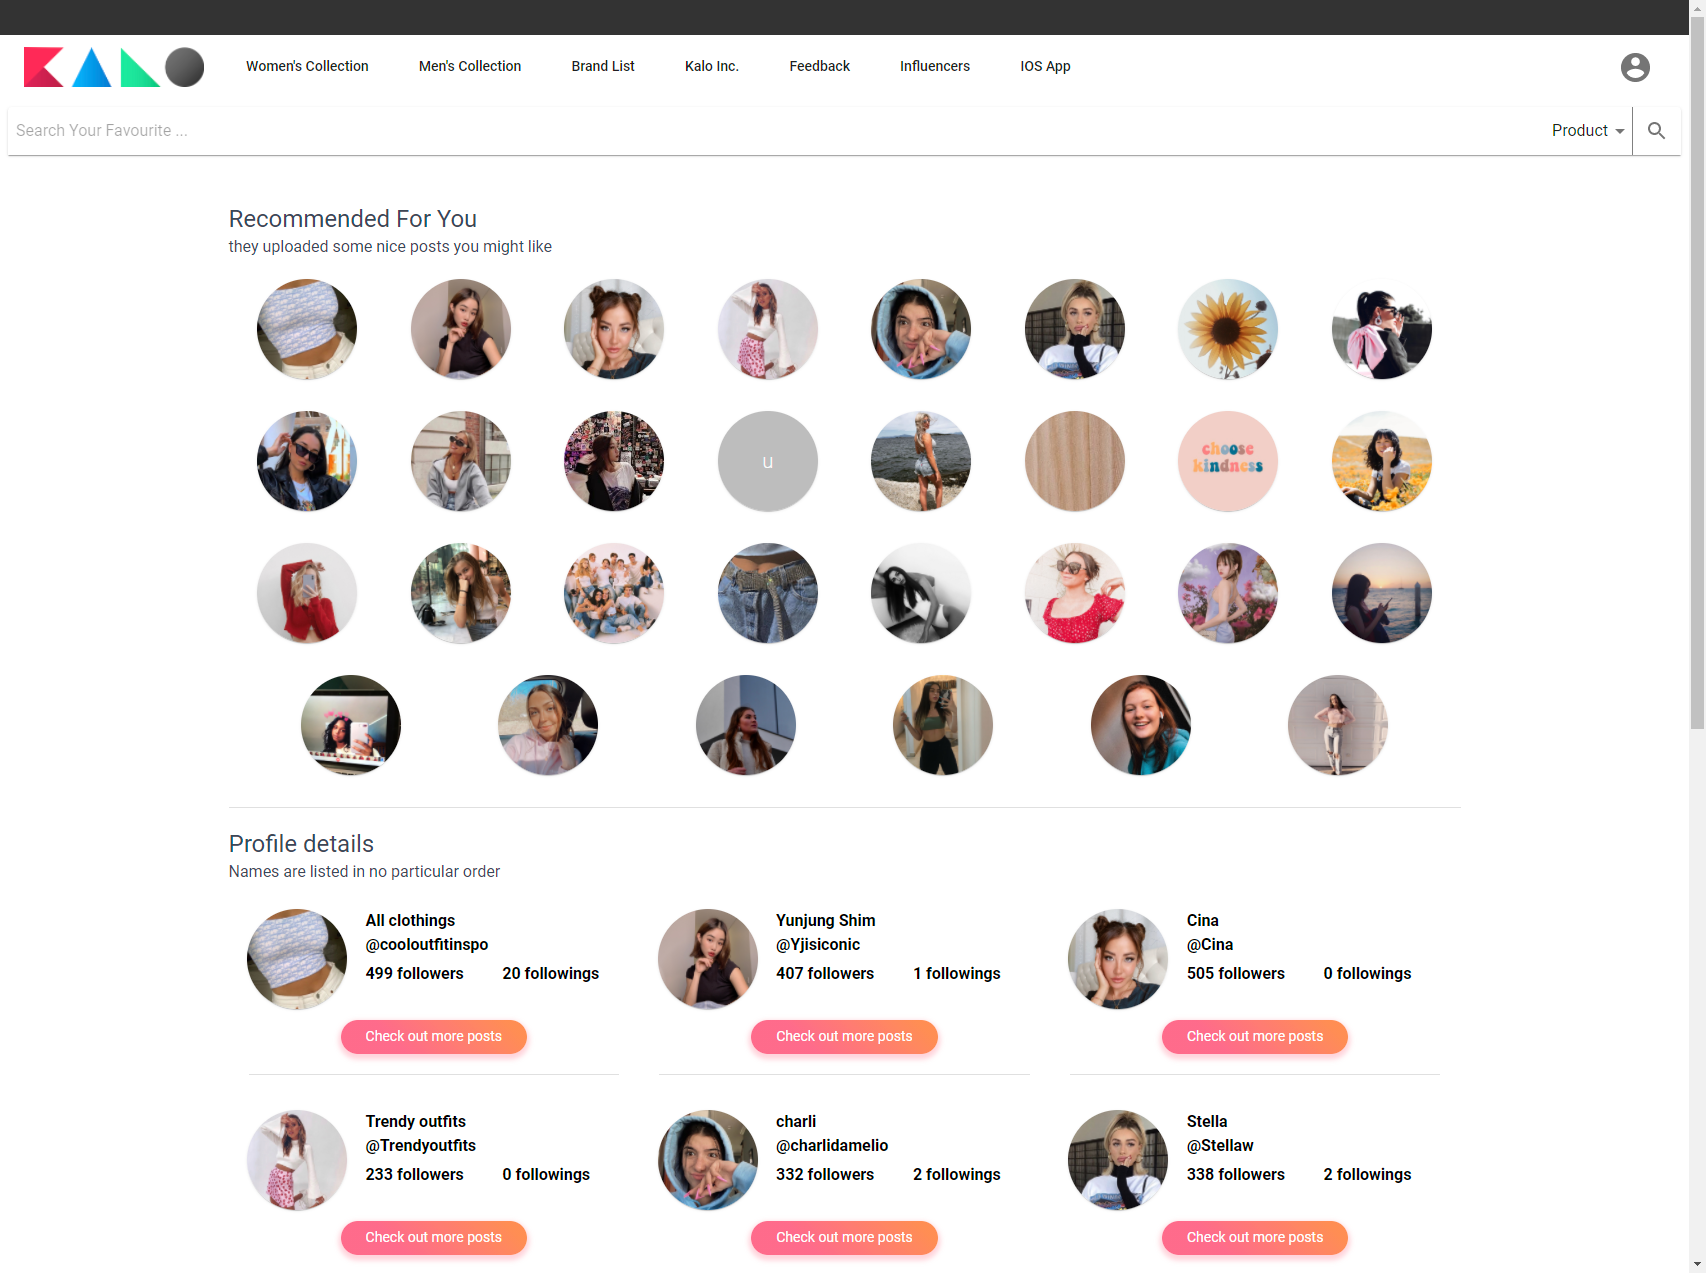 KALO
Women's Collection Men's Collection Brand List Kalo Inc. Feedback Influencers IOS App
Search Your Favourite ... Product
Recommended For You
they uploaded some nice posts you might like
u
choose
kindness
Profile details
Names are listed in no particular order
All clothings
@cooloutfitinspo
499 followers 20 followings
Check out more posts
Yunjung Shim
@Yjisiconic
407 followers 1 followings
Check out more posts
Cina
@Cina
505 followers 0 followings
Check out more posts
Trendy outfits
@Trendyoutfits
233 followers 0 followings
Check out more posts
charli
@charlidamelio
332 followers 2 followings
Check out more posts
Stella
@Stellaw
338 followers 2 followings
Check out more posts